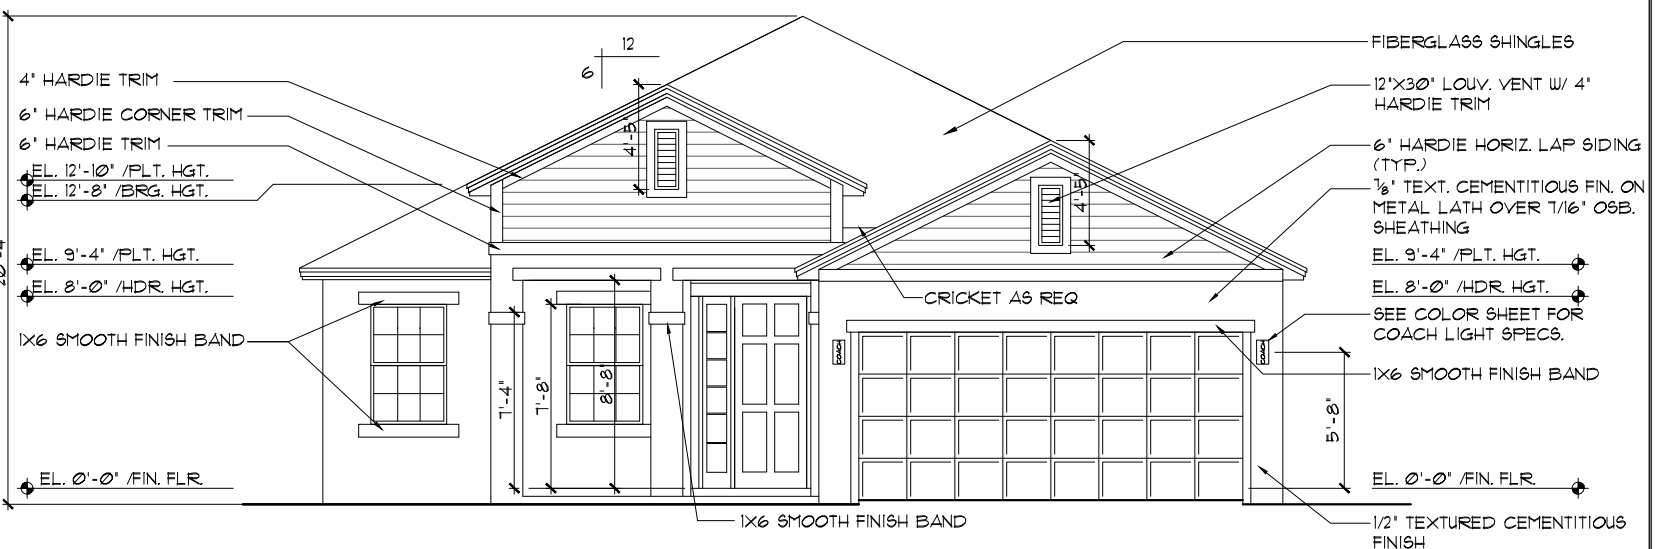 12
6
4" HARDIE TRIM
6" HARDIE CORNER TRIM
6" HARDIE TRIM
EL. 12'-10" /PLT. HGT.
EL. 12'-8" /BRG. HGT.
EL. 9'-4" /PLT. HGT.
EL. 8'-0" /HDR. HGT.
1X6 SMOOTH FINISH BAND
EL. 0'-0" /FIN. FLR.
4'-5"
4'-5"
7'-4"
7'-8"
8'-8"
COACH
COACH
5'-8"
CRICKET AS REQ
1X6 SMOOTH FINISH BAND
FIBERGLASS SHINGLES
12"X30" LOUV. VENT W/ 4"
HARDIE TRIM
6" HARDIE HORIZ. LAP SIDING
(TYP.)
7/8" TEXT. CEMENTITIOUS FIN. ON
METAL LATH OVER 7/16" OSB.
SHEATHING
EL. 9'-4" /PLT. HGT.
EL. 8'-0" /HDR. HGT.
SEE COLOR SHEET FOR
COACH LIGHT SPECS.
1X6 SMOOTH FINISH BAND
EL. 0'-0" /FIN. FLR.
1/2" TEXTURED CEMENTITIOUS
FINISH